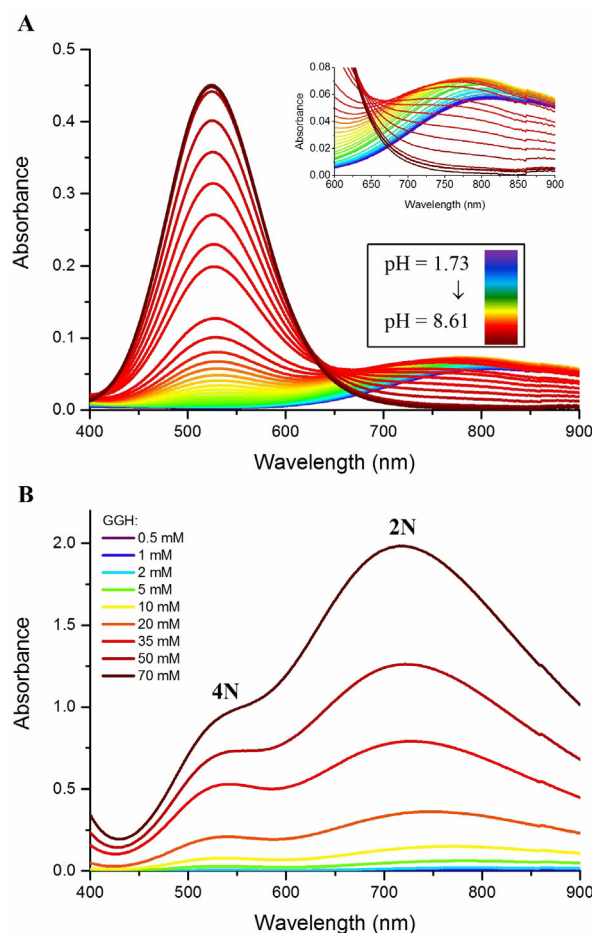 A
0.5
0.4
0.3
0.2
0.1
0.0
Absorbance
400 500 600 700 800 900
Wavelength (nm)
0.08
0.06
0.04
0.02
0.00
Absorbance
600 650 700 750 800 850 900
Wavelength (nm)
pH = 1.73
↓
pH = 8.61
B
GGH:
0.5 mM
1 mM
2 mM
5 mM
10 mM
20 mM
35 mM
50 mM
70 mM
4N
2N
2.0
1.5
1.0
0.5
0.0
Absorbance
400 500 600 700 800 900
Wavelength (nm)